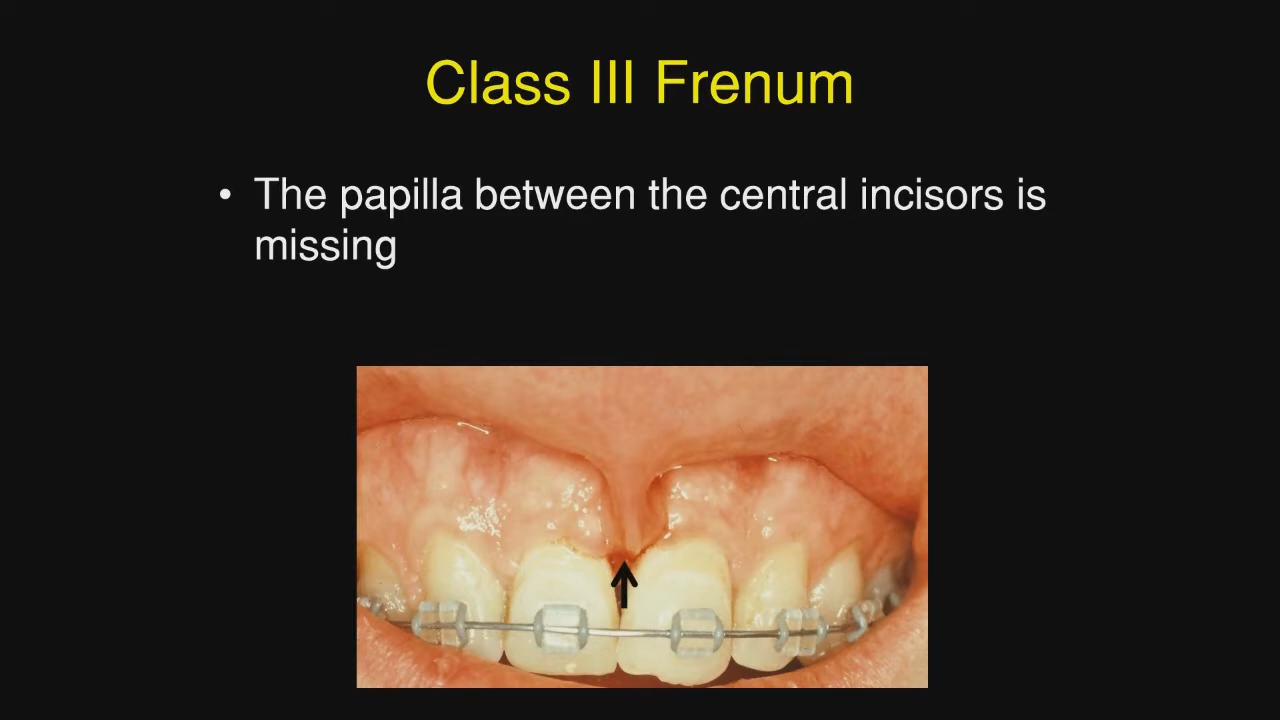 Class III Frenum
• The papilla between the central incisors is
missing